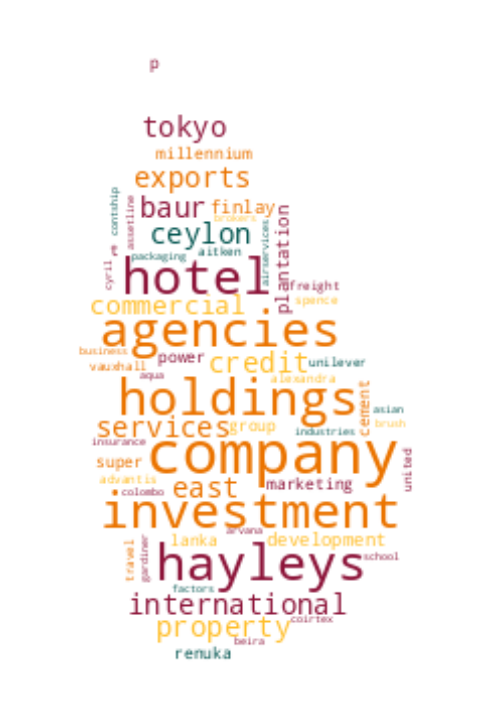 p
tokyo
millennium
exports
baur finlay
contship
assetline
brokers
ceylon
plantation
airservices
aitken
packaging
cyril
hotel
freight
spence
commercial
agencies
business
power credit unilever
vauxhall
aqua
alexandra
holdings
cement
asian
services group
brush
industries
insurance
company
super
united
advantis
east marketing
colombo
investment
arvana
lanka development
travel
gardiner
hayleys
school
factors
international
coirtex
property
beira
renuka